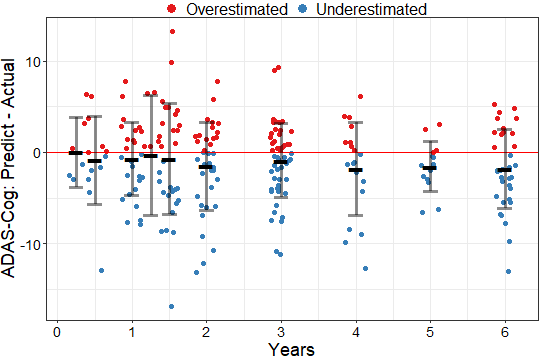 Overestimated Underestimated
ADAS-Cog: Predict - Actual
10
0
-10
0 1 2 3 4 5 6
Years